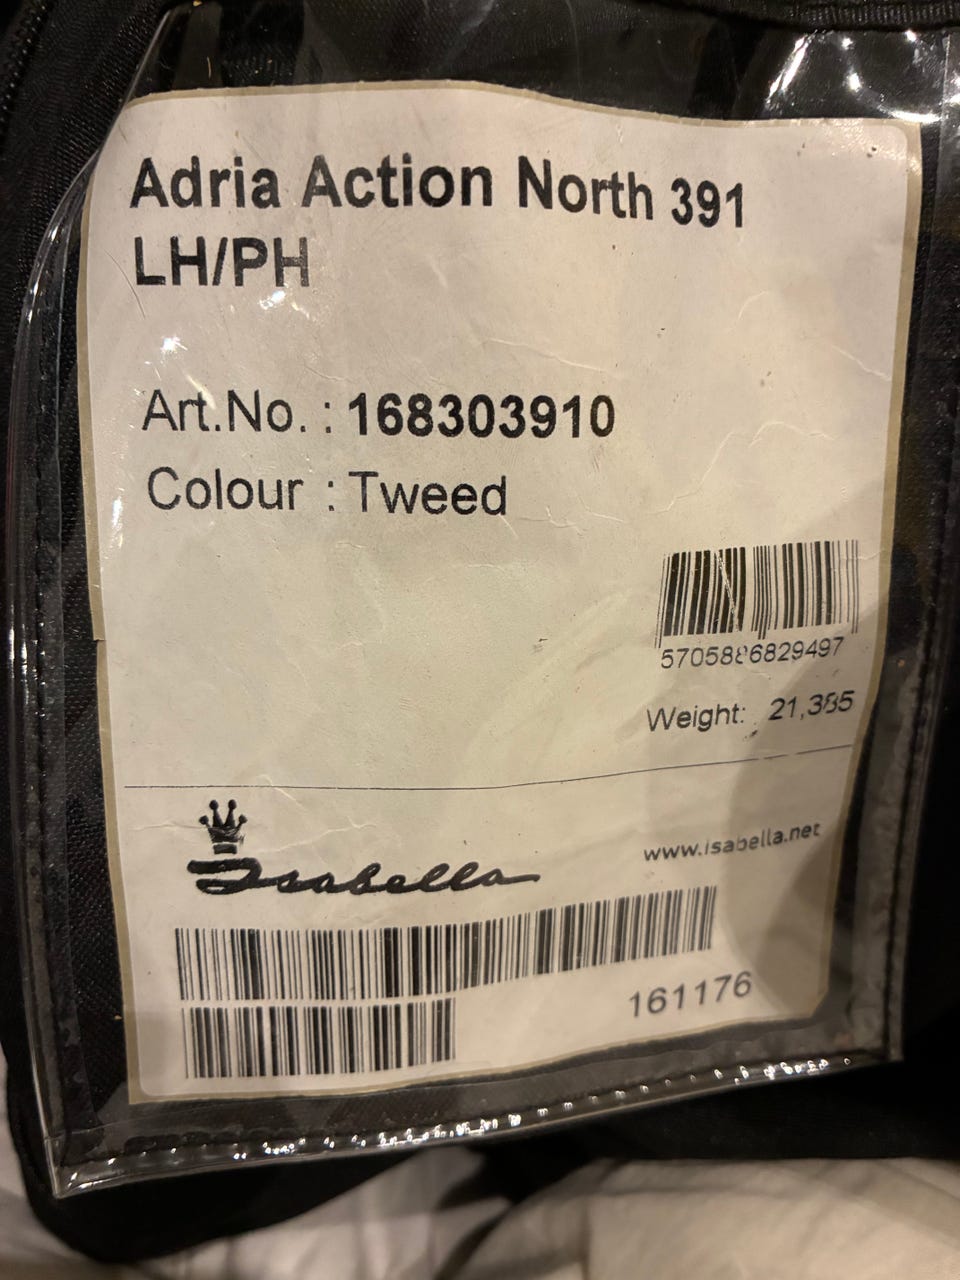 Adria Action North 391
LH/PH
Art.No. : 168303910
Colour : Tweed
5705886829497
Weight: 21,385
Isabella
www.isabella.net
161176